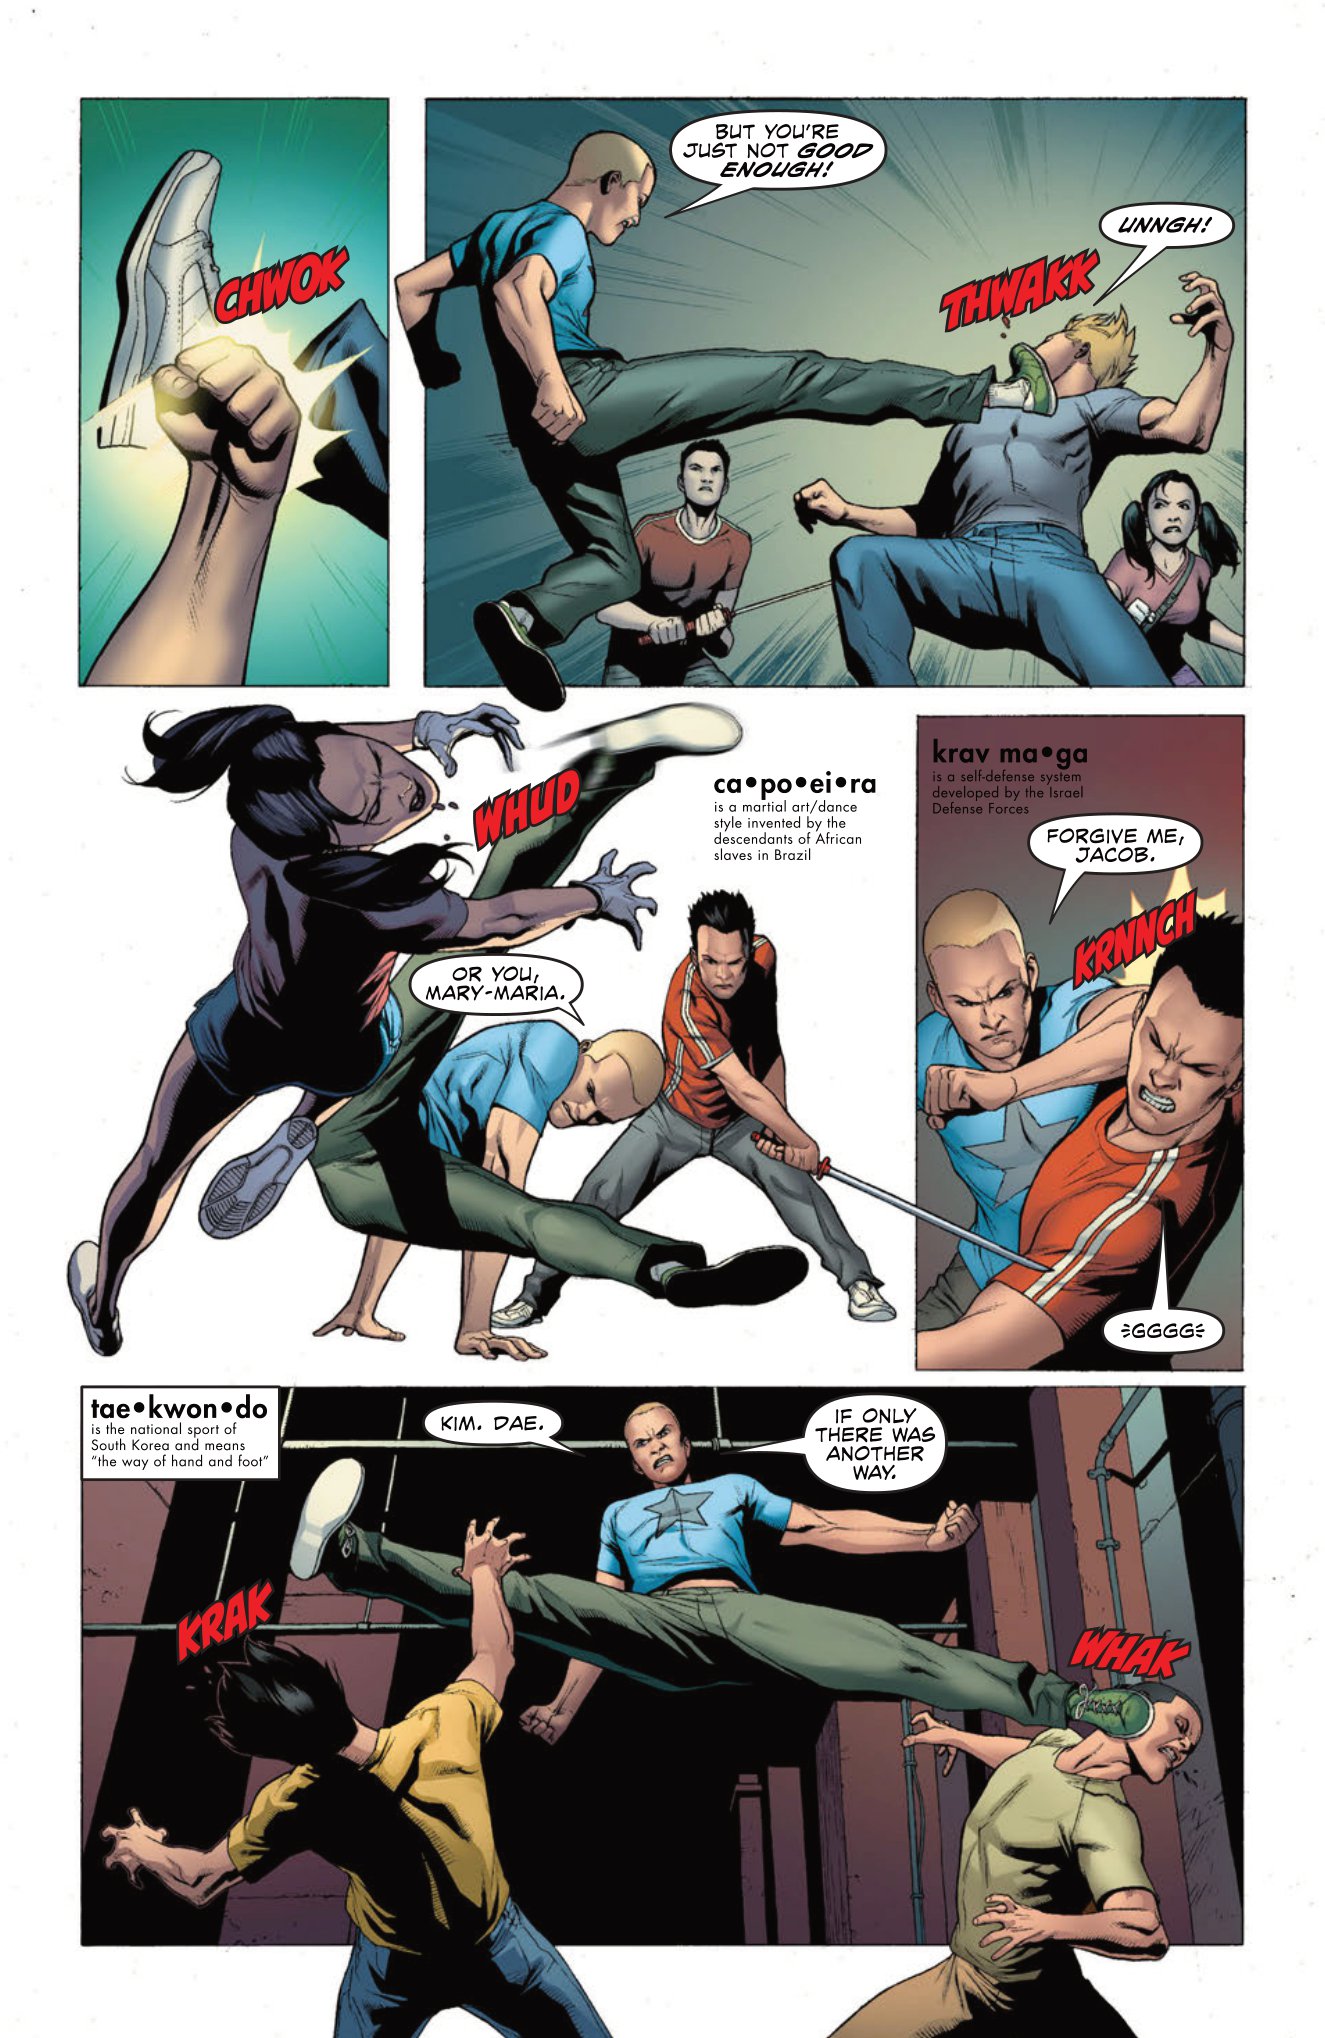 CHWOK
BUT YOU'RE
JUST NOT GOOD
ENOUGH!
THWAKK
UNNGH!
WHUD
ca•po•ei•ra
is a martial art/dance
style invented by the
descendants of African
slaves in Brazil
OR YOU,
MARY-MARIA.
krav ma•ga
is a self-defense system
developed by the Israel
Defense Forces
FORGIVE ME,
JACOB.
KRNNCH
GGGG
tae•kwon•do
is the national sport of
South Korea and means
"the way of hand and foot"
KIM. DAE.
IF ONLY
THERE WAS
ANOTHER
WAY.
KRAK
WHAK